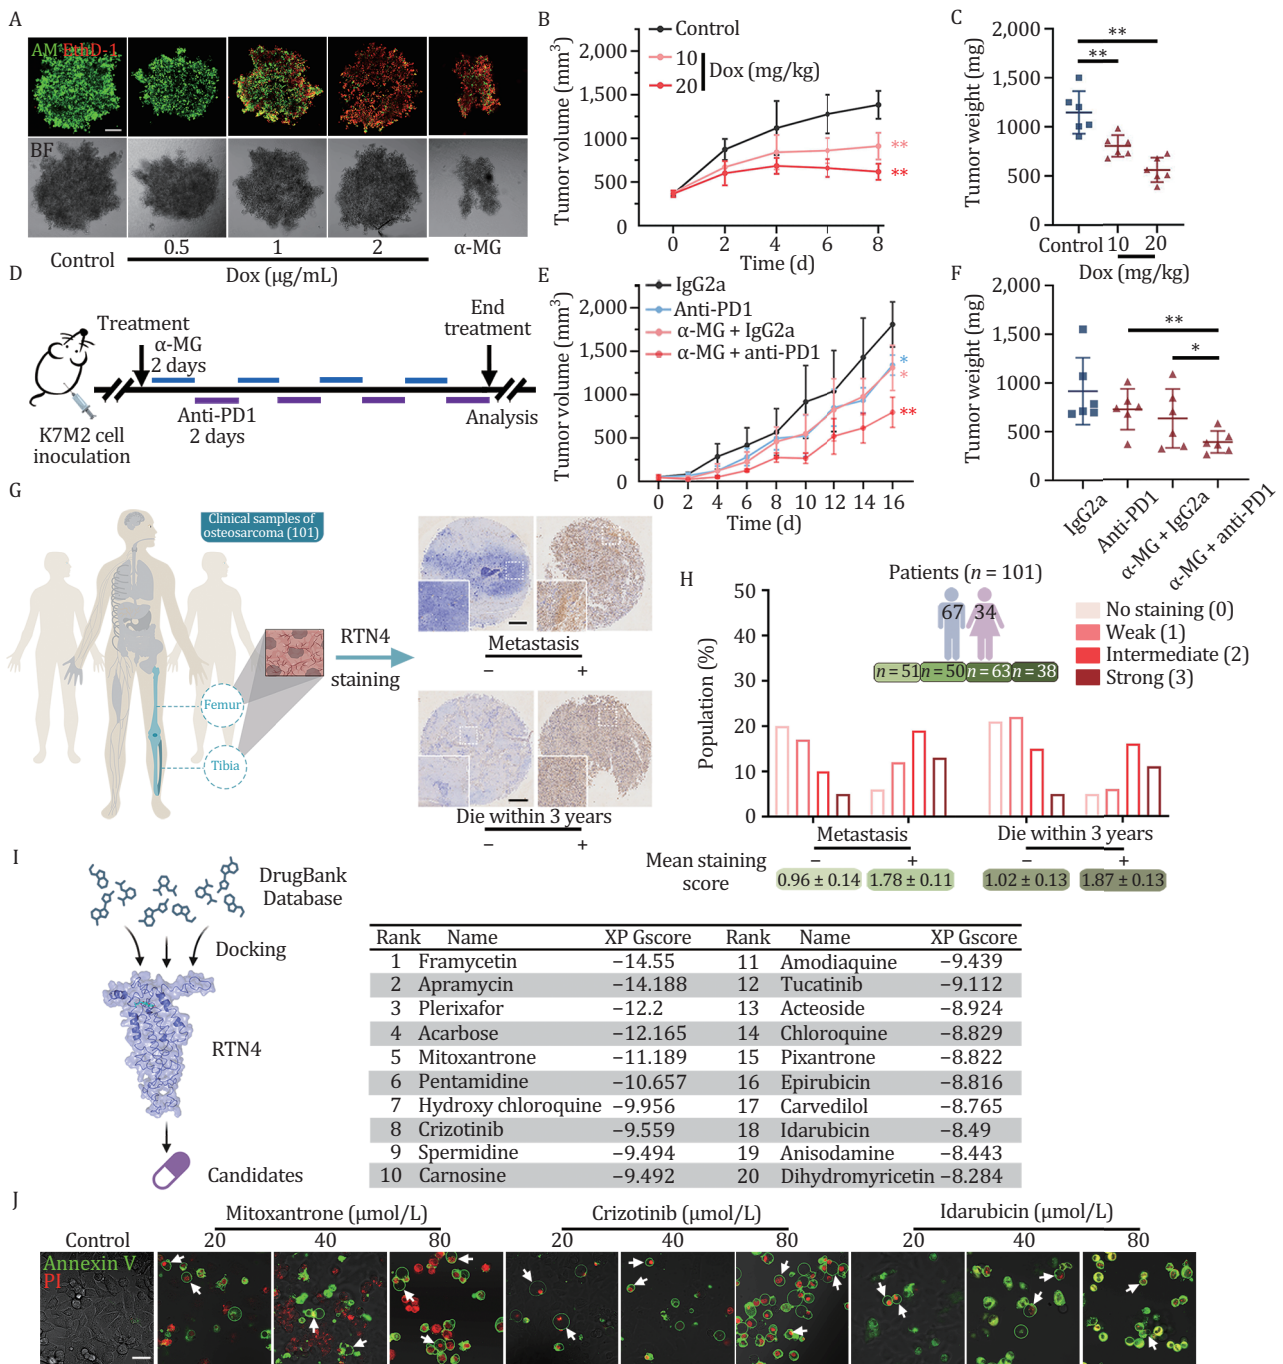 A
AM EthD-1
BF
Control
0.5
1
2
α-MG
Dox (μg/mL)
B
Tumor volume (mm³)
2,000
1,500
1000
500
0
0
2
4
6
8
Time (d)
Control
10
20
Dox (mg/kg)
**
**
C
Tumor weight (mg)
2,000
1,500
1000
500
0
**
**
Control
10
20
Dox (mg/kg)
D
Treatment
α-MG
2 days
End
treatment
Anti-PD1
2 days
Analysis
K7M2 cell
inoculation
E
Tumor volume (mm³)
2,000
1,500
1000
500
0
0
2
4
6
8
10
12
14
16
Time (d)
IgG2a
Anti-PD1
α-MG + IgG2a
α-MG + anti-PD1
*
*
**
F
Tumor weight (mg)
2,000
1,500
1000
500
0
**
*
IgG2a
Anti-PD1
α-MG + IgG2a
α-MG + anti-PD1
G
Clinical samples of
osteosarcoma (101)
Femur
Tibia
RTN4
staining
Metastasis
− +
Die within 3 years
− +
H
Patients (n = 101)
67 34
n = 51 n = 50 n = 63 n = 38
No staining (0)
Weak (1)
Intermediate (2)
Strong (3)
Population (%)
50
40
30
20
10
0
Metastasis
Die within 3 years
− + − +
Mean staining
score
0.96 ± 0.14 1.78 ± 0.11 1.02 ± 0.13 1.87 ± 0.13
I
DrugBank
Database
Docking
RTN4
Candidates
Rank Name XP Gscore Rank Name XP Gscore
1 Framycetin −14.55 11 Amodiaquine −9.439
2 Apramycin −14.188 12 Tucatinib −9.112
3 Plerixafor −12.2 13 Acteoside −8.924
4 Acarbose −12.165 14 Chloroquine −8.829
5 Mitoxantrone −11.189 15 Pixantrone −8.822
6 Pentamidine −10.657 16 Epirubicin −8.816
7 Hydroxy chloroquine −9.956 17 Carvedilol −8.765
8 Crizotinib −9.559 18 Idarubicin −8.49
9 Spermidine −9.494 19 Anisodamine −8.443
10 Carnosine −9.492 20 Dihydromyricetin −8.284
J
Mitoxantrone (μmol/L)
Crizotinib (μmol/L)
Idarubicin (μmol/L)
Control
20 40 80
20 40 80
20 40 80
Annexin V
PI